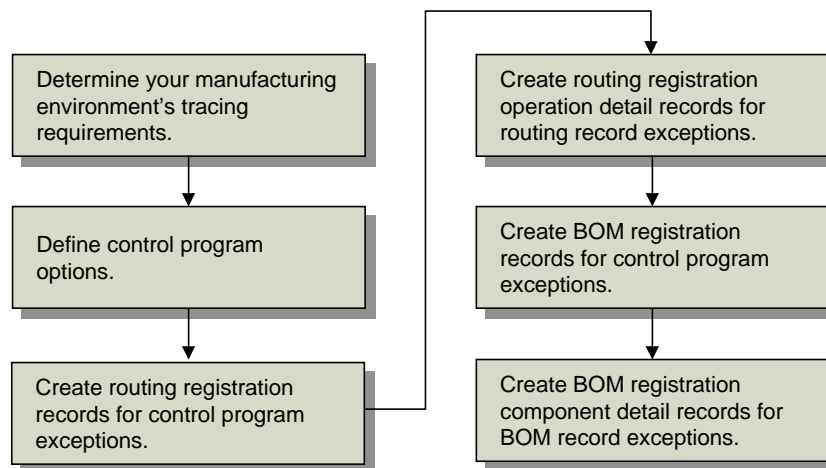 Determine your manufacturing
environment's tracing
requirements.
Define control program
options.
Create routing registration
records for control program
exceptions.
Create routing registration
operation detail records for
routing record exceptions.
Create BOM registration
records for control program
exceptions.
Create BOM registration
component detail records for
BOM record exceptions.